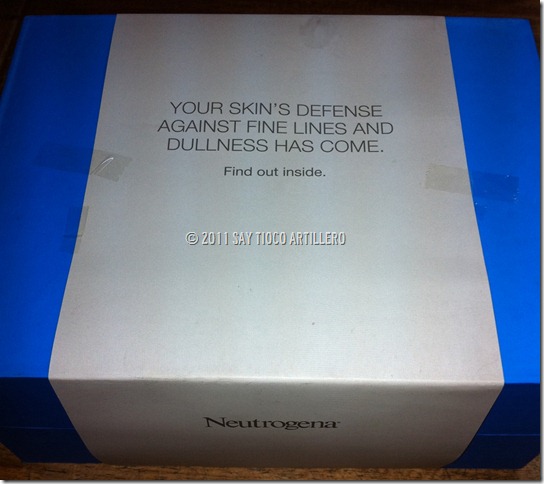 YOUR SKIN'S DEFENSE
AGAINST FINE LINES AND
DULLNESS HAS COME.
Find out inside.
© 2011 SAY TIOCO ARTILLERO
Neutrogena